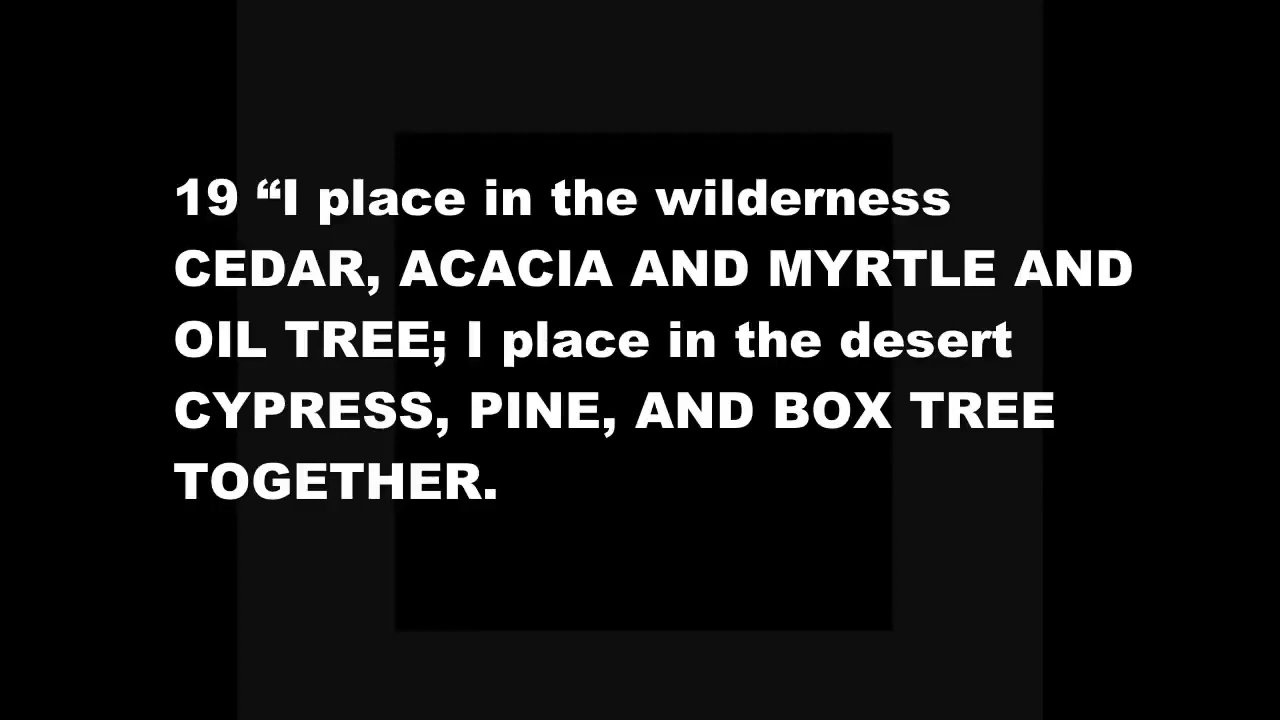 19 “I place in the wilderness
CEDAR, ACACIA AND MYRTLE AND
OIL TREE; I place in the desert
CYPRESS, PINE, AND BOX TREE
TOGETHER.